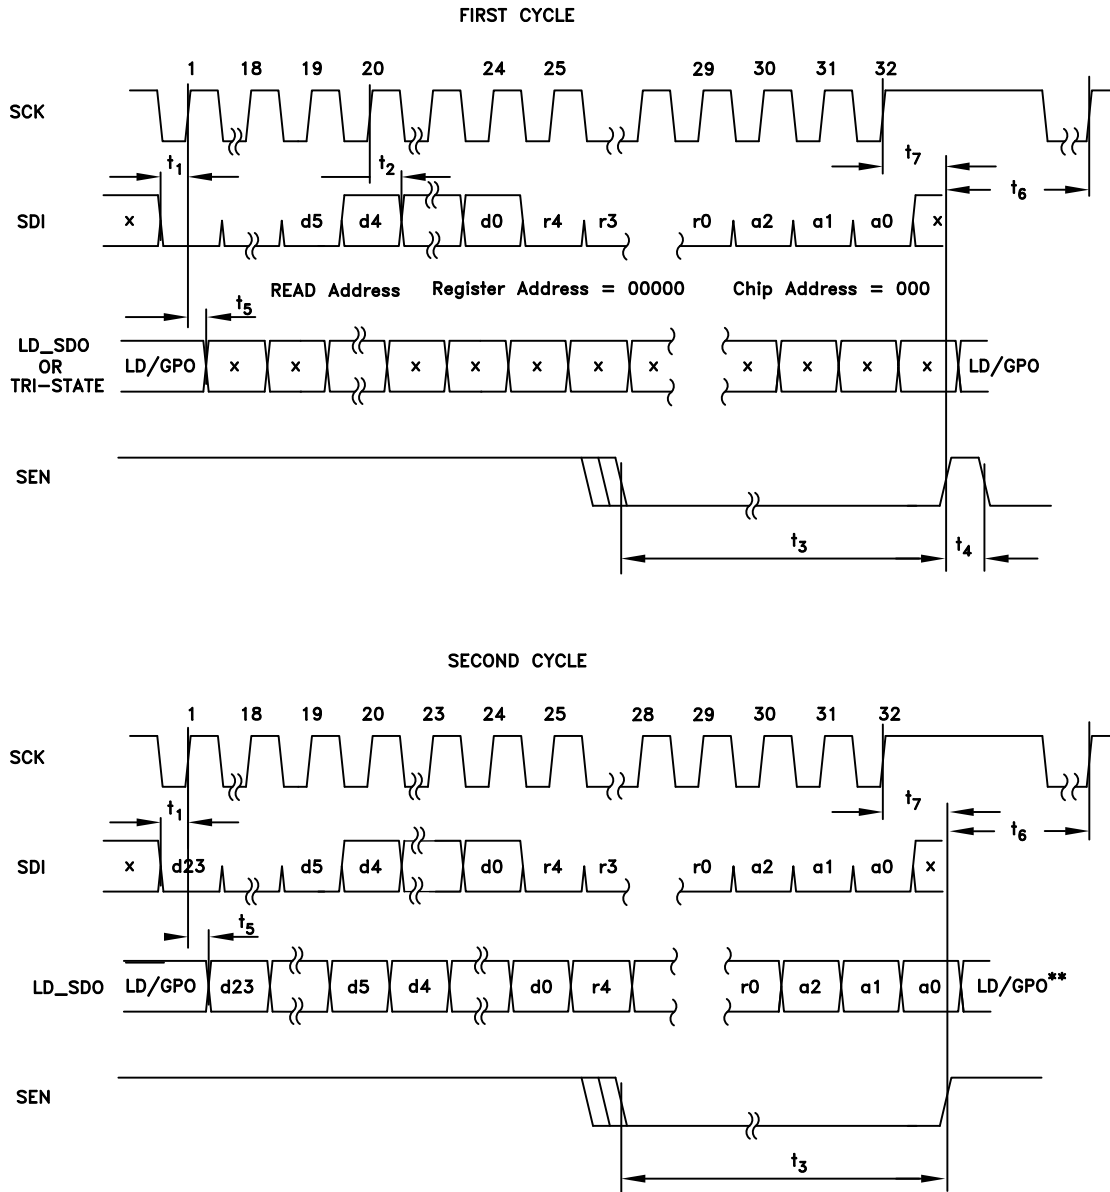 FIRST CYCLE
1 18 19 20 24 25 29 30 31 32
SCK
t1 t2 t7 t6
SDI x d5 d4 d0 r4 r3 r0 a2 a1 a0 x
READ Address Register Address = 00000 Chip Address = 000
t5
LD_SDO
OR
TRI-STATE
LD/GPO x x x x x x x x x x x LD/GPO
SEN
t3 t4
SECOND CYCLE
1 18 19 20 23 24 25 28 29 30 31 32
SCK
t1 t7 t6
SDI x d23 d5 d4 d0 r4 r3 r0 a2 a1 a0 x
t5
LD_SDO LD/GPO d23 d5 d4 d0 r4 r0 a2 a1 a0 LD/GPO**
SEN
t3